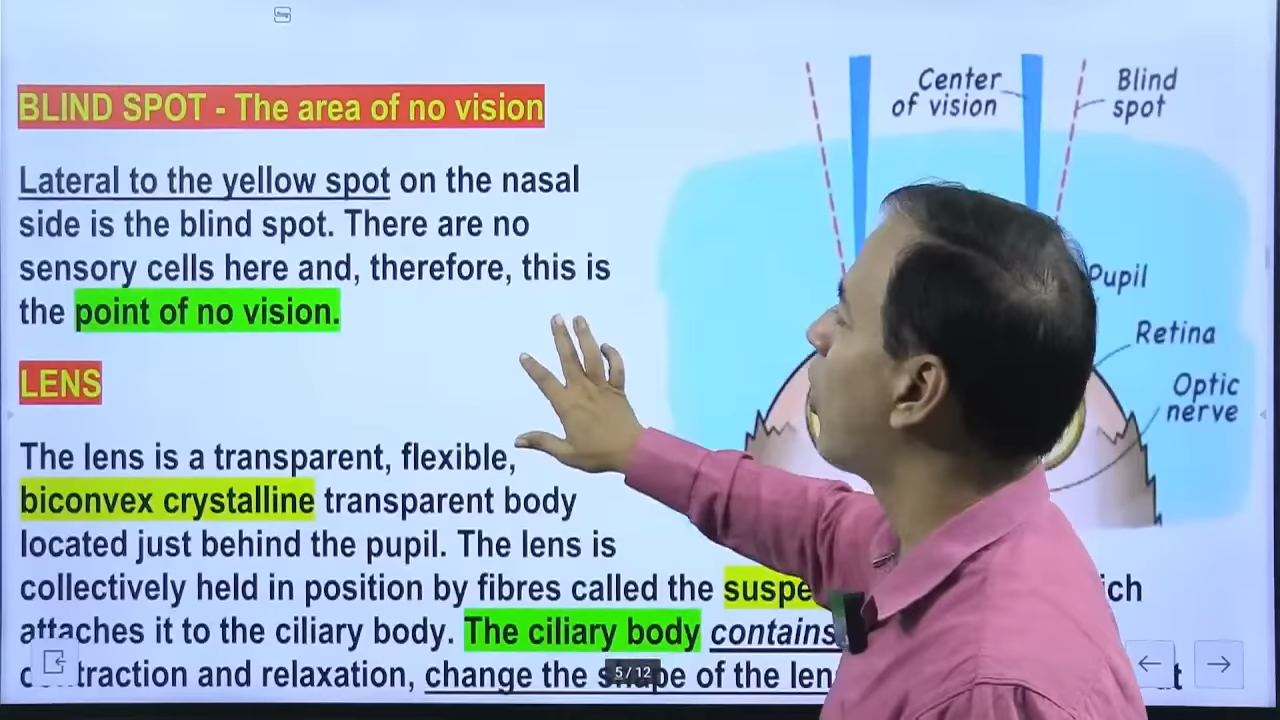 BLIND SPOT - The area of no vision
Lateral to the yellow spot on the nasal
side is the blind spot. There are no
sensory cells here and, therefore, this is
the point of no vision.
LENS
The lens is a transparent, flexible,
biconvex crystalline transparent body
located just behind the pupil. The lens is
collectively held in position by fibres called the
attaches it to the ciliary body. The ciliary body contains
and relaxation, change the shape of the
5 / 12
Center
of vision
Blind
spot
Pupil
Retina
Optic
nerve